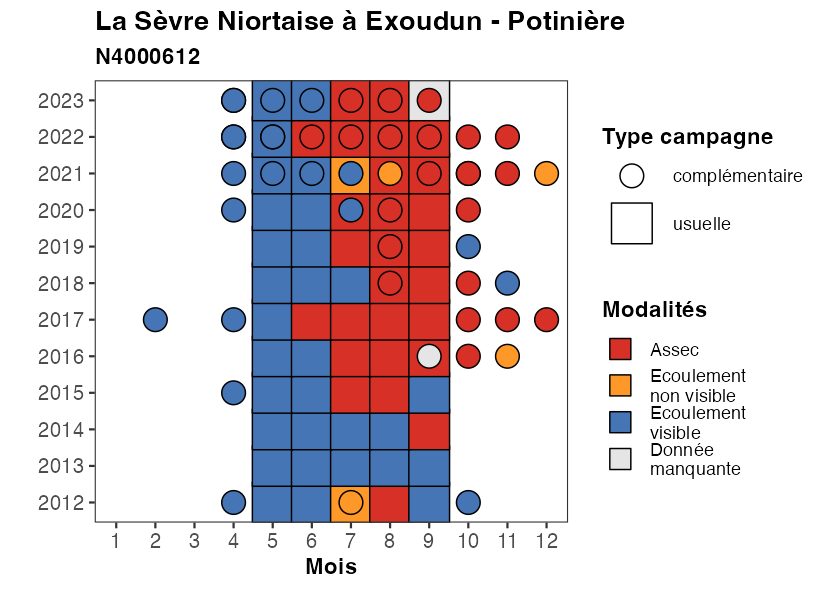 La Sèvre Niortaise à Exoudun - Potinière
N4000612
2023
2022
2021
2020
2019
2018
2017
2016
2015
2014
2013
2012
1 2 3 4 5 6 7 8 9 10 11 12
Mois
Type campagne
complémentaire
usuelle
Modalités
Assec
Ecoulement
non visible
Ecoulement
visible
Donnée
manquante